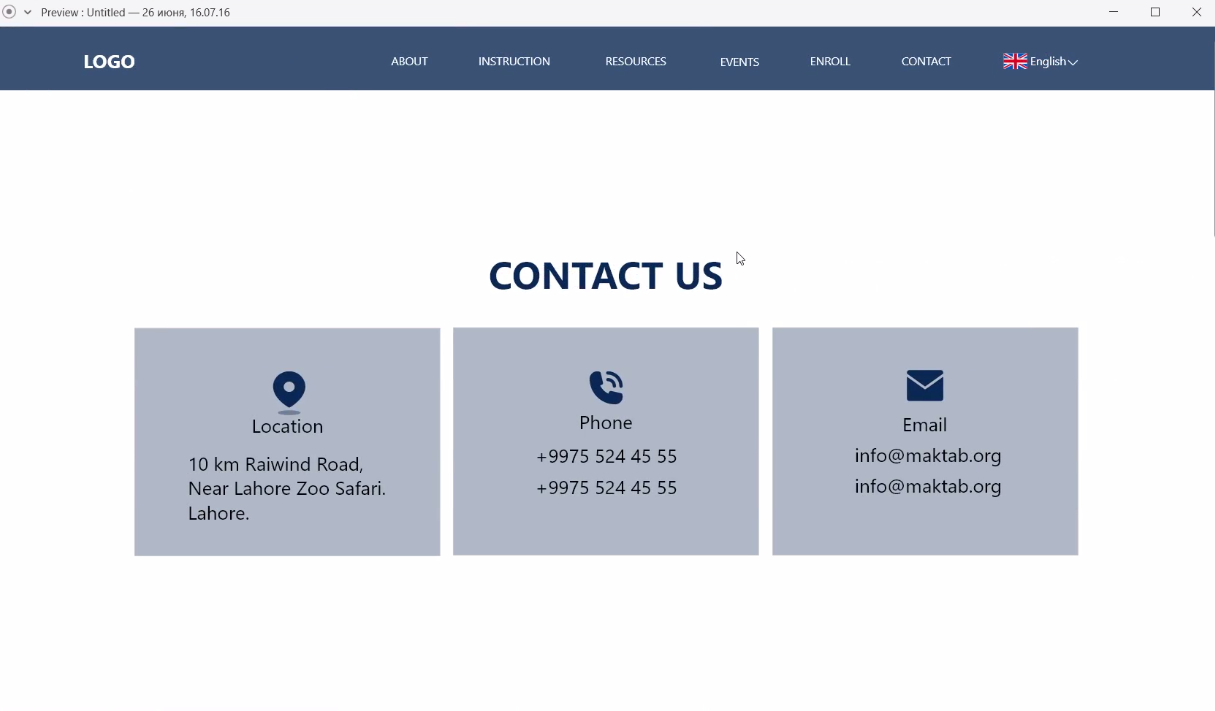 Preview : Untitled — 26 июня, 16.07.16
LOGO
ABOUT
INSTRUCTION
RESOURCES
EVENTS
ENROLL
CONTACT
English
CONTACT US
Location
10 km Raiwind Road,
Near Lahore Zoo Safari.
Lahore.
Phone
+9975 524 45 55
+9975 524 45 55
Email
info@maktab.org
info@maktab.org